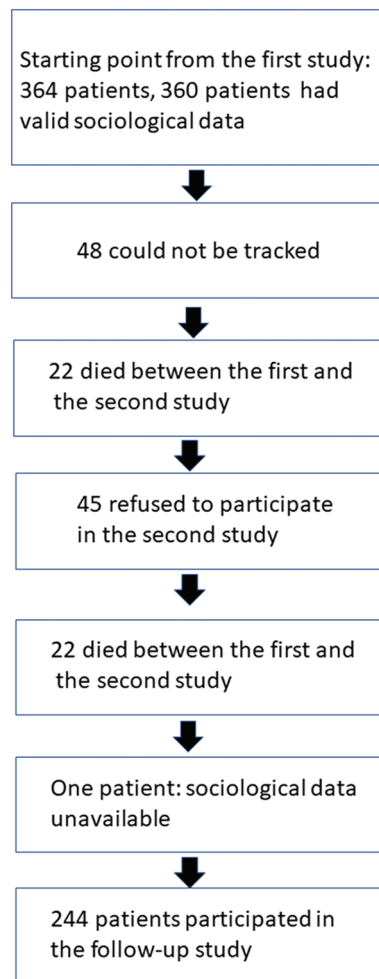 Starting point from the first study:
364 patients, 360 patients had
valid sociological data
48 could not be tracked
22 died between the first and
the second study
45 refused to participate
in the second study
22 died between the first and
the second study
One patient: sociological data
unavailable
244 patients participated in
the follow-up study